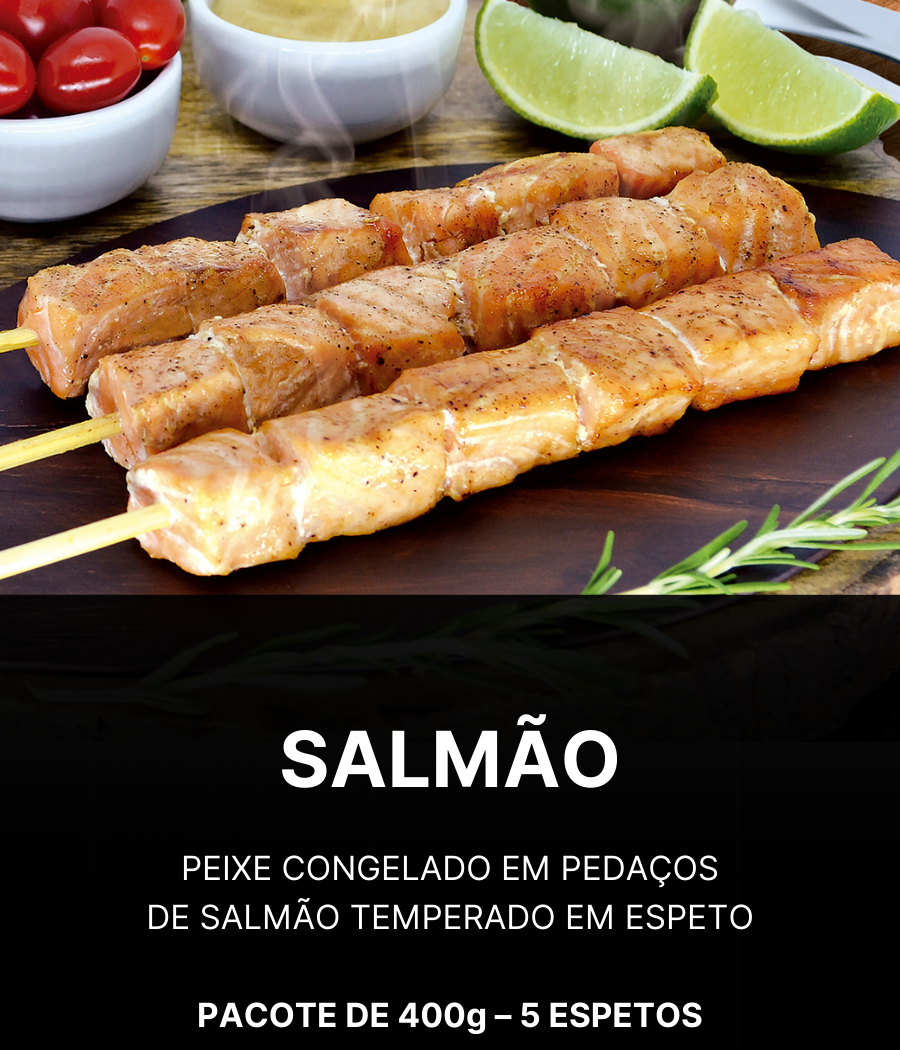 SALMÃO
PEIXE CONGELADO EM PEDAÇOS
DE SALMÃO TEMPERADO EM ESPETO
PACOTE DE 400g – 5 ESPETOS